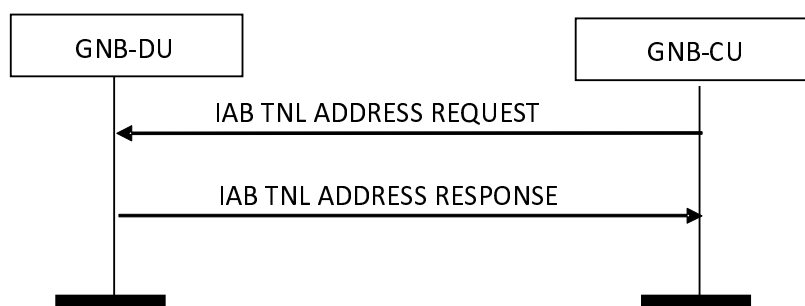 GNB-DU
GNB-CU
IAB TNL ADDRESS REQUEST
IAB TNL ADDRESS RESPONSE